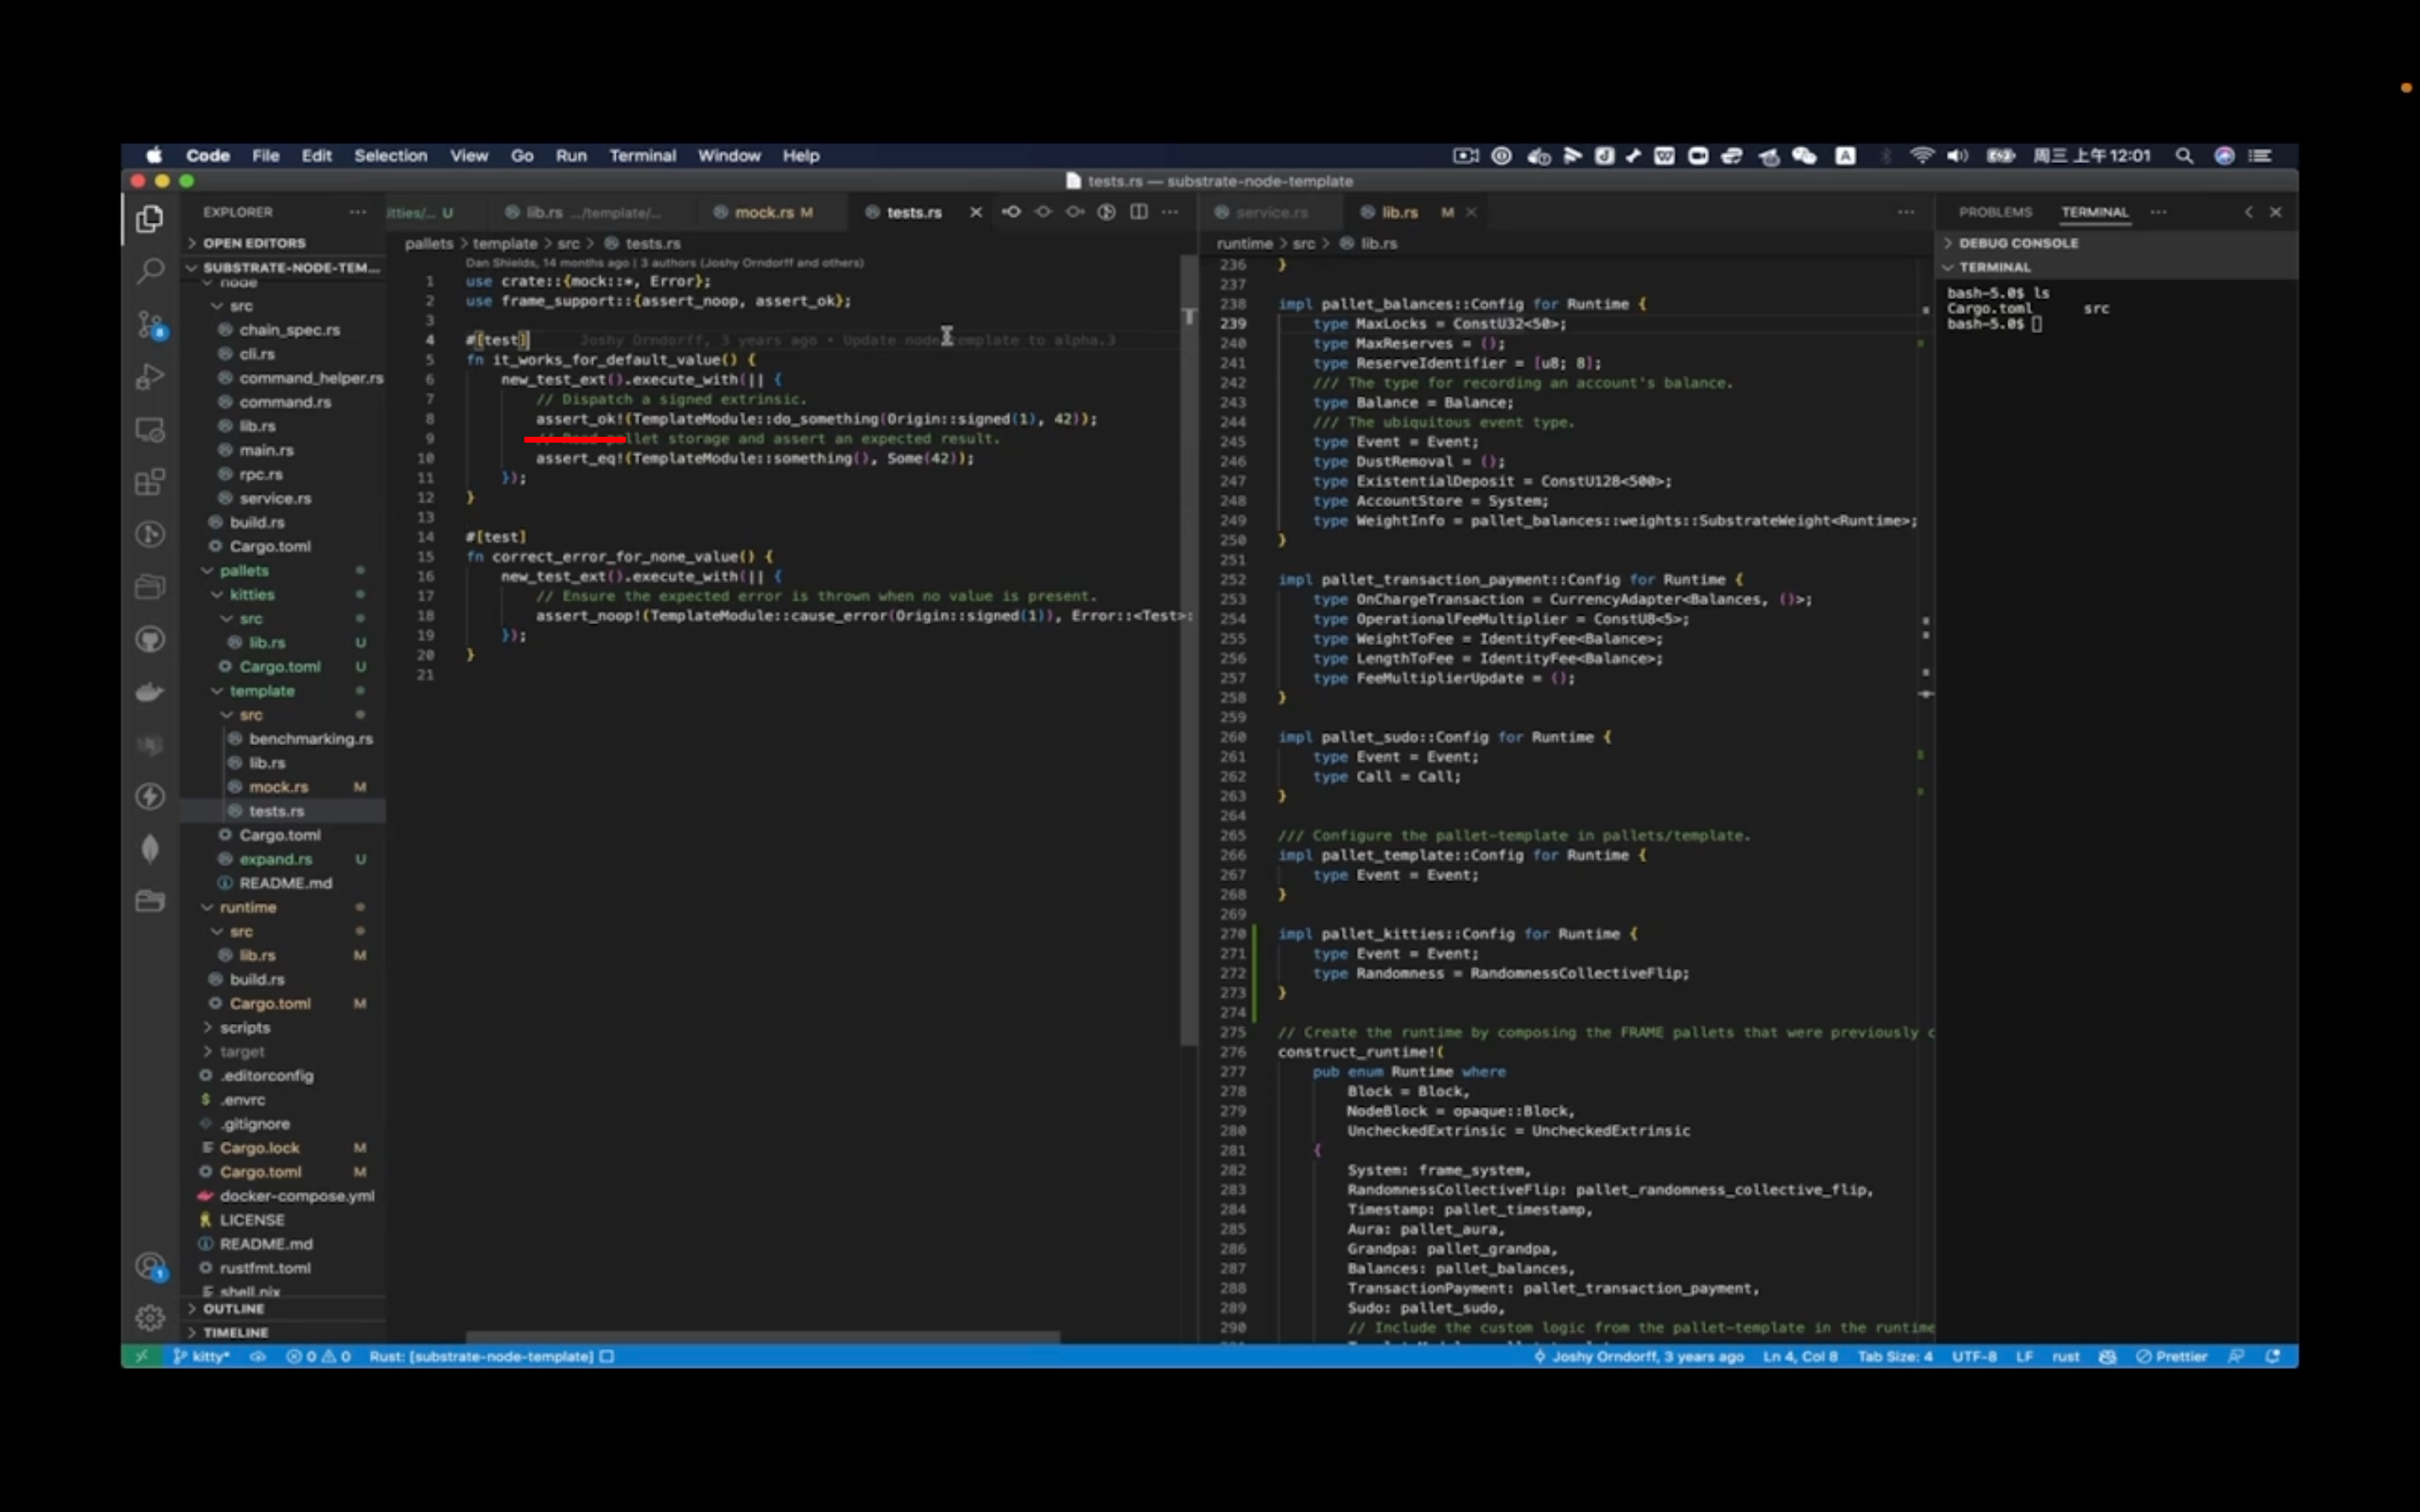 Code File Edit Selection View Go Run Terminal Window Help
周三上午12:01
tests.rs — substrate-node-template
EXPLORER
OPEN EDITORS
SUBSTRATE-NODE-TEM...
node
src
chain_spec.rs
cli.rs
command_helper.rs
command.rs
lib.rs
main.rs
rpc.rs
service.rs
build.rs
Cargo.toml
pallets
kitties
src
lib.rs U
Cargo.toml U
template
src
benchmarking.rs
lib.rs
mock.rs M
tests.rs
Cargo.toml
expand.rs U
README.md
runtime
src
lib.rs M
build.rs
Cargo.toml M
scripts
target
.editorconfig
.envrc
.gitignore
Cargo.lock M
Cargo.toml M
docker-compose.yml
LICENSE
README.md
rustfmt.toml
shell.nix
OUTLINE
TIMELINE
itties/... U lib.rs .../template/... mock.rs M tests.rs
pallets > template > src > tests.rs
Dan Shields, 14 months ago | 3 authors (Joshy Orndorff and others)
1 use crate::{mock::*, Error};
2 use frame_support::{assert_noop, assert_ok};
3
4 #[test] Joshy Orndorff, 3 years ago • Update node template to alpha.3
5 fn it_works_for_default_value() {
6 new_test_ext().execute_with(|| {
7 // Dispatch a signed extrinsic.
8 assert_ok!(TemplateModule::do_something(Origin::signed(1), 42));
9 // Read pallet storage and assert an expected result.
10 assert_eq!(TemplateModule::something(), Some(42));
11 });
12 }
13
14 #[test]
15 fn correct_error_for_none_value() {
16 new_test_ext().execute_with(|| {
17 // Ensure the expected error is thrown when no value is present.
18 assert_noop!(TemplateModule::cause_error(Origin::signed(1)), Error::<Test>:
19 });
20 }
21
service.rs lib.rs M
runtime > src > lib.rs
236 }
237
238 impl pallet_balances::Config for Runtime {
239 type MaxLocks = ConstU32<50>;
240 type MaxReserves = ();
241 type ReserveIdentifier = [u8; 8];
242 /// The type for recording an account's balance.
243 type Balance = Balance;
244 /// The ubiquitous event type.
245 type Event = Event;
246 type DustRemoval = ();
247 type ExistentialDeposit = ConstU128<500>;
248 type AccountStore = System;
249 type WeightInfo = pallet_balances::weights::SubstrateWeight<Runtime>;
250 }
251
252 impl pallet_transaction_payment::Config for Runtime {
253 type OnChargeTransaction = CurrencyAdapter<Balances, ()>;
254 type OperationalFeeMultiplier = ConstU8<5>;
255 type WeightToFee = IdentityFee<Balance>;
256 type LengthToFee = IdentityFee<Balance>;
257 type FeeMultiplierUpdate = ();
258 }
259
260 impl pallet_sudo::Config for Runtime {
261 type Event = Event;
262 type Call = Call;
263 }
264
265 /// Configure the pallet-template in pallets/template.
266 impl pallet_template::Config for Runtime {
267 type Event = Event;
268 }
269
270 impl pallet_kitties::Config for Runtime {
271 type Event = Event;
272 type Randomness = RandomnessCollectiveFlip;
273 }
274
275 // Create the runtime by composing the FRAME pallets that were previously c
276 construct_runtime!(
277 pub enum Runtime where
278 Block = Block,
279 NodeBlock = opaque::Block,
280 UncheckedExtrinsic = UncheckedExtrinsic
281 {
282 System: frame_system,
283 RandomnessCollectiveFlip: pallet_randomness_collective_flip,
284 Timestamp: pallet_timestamp,
285 Aura: pallet_aura,
286 Grandpa: pallet_grandpa,
287 Balances: pallet_balances,
288 TransactionPayment: pallet_transaction_payment,
289 Sudo: pallet_sudo,
290 // Include the custom logic from the pallet-template in the runtime
PROBLEMS TERMINAL
DEBUG CONSOLE
TERMINAL
bash-5.0$ ls
Cargo.toml src
bash-5.0$
kitty* 0 0 Rust: [substrate-node-template] Joshy Orndorff, 3 years ago Ln 4, Col 8 Tab Size: 4 UTF-8 LF rust Prettier